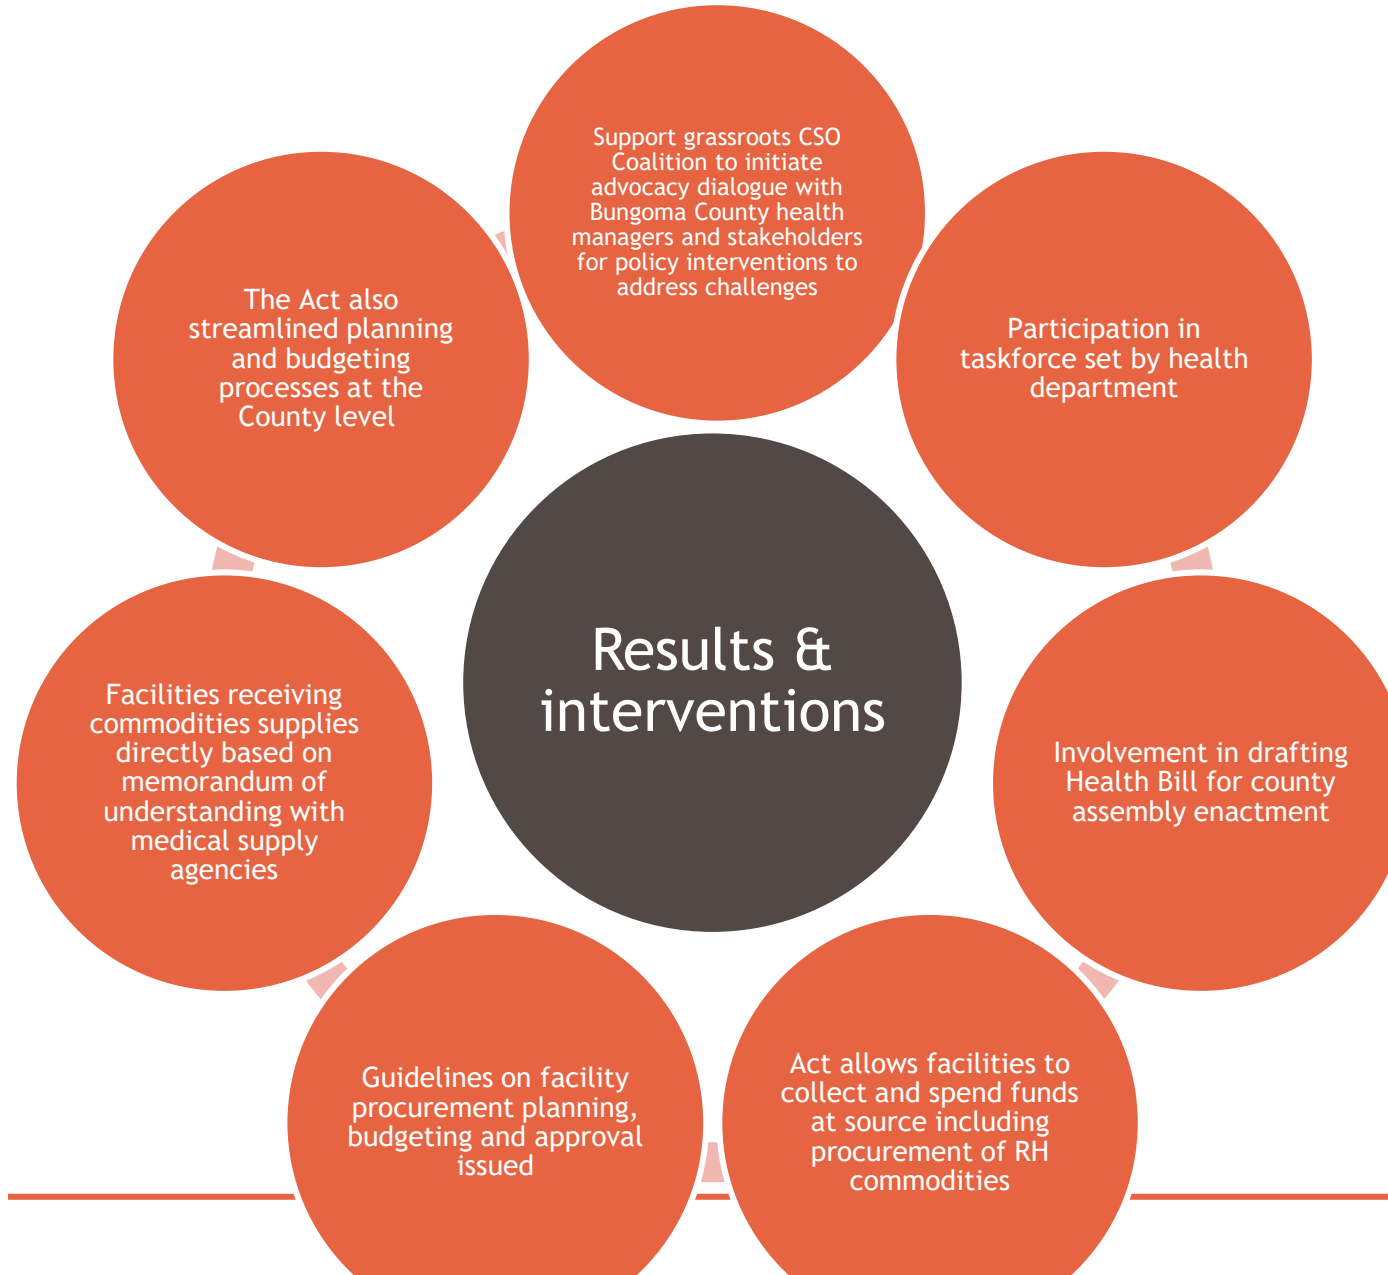 Support grassroots CSO
Coalition to initiate
advocacy dialogue with
Bungoma County health
managers and stakeholders
for policy interventions to
address challenges
Participation in
taskforce set by health
department
Involvement in drafting
Health Bill for county
assembly enactment
Act allows facilities to
collect and spend funds
at source including
procurement of RH
commodities
Guidelines on facility
procurement planning,
budgeting and approval
issued
Facilities receiving
commodities supplies
directly based on
memorandum of
understanding with
medical supply
agencies
The Act also
streamlined planning
and budgeting
processes at the
County level
Results &
interventions